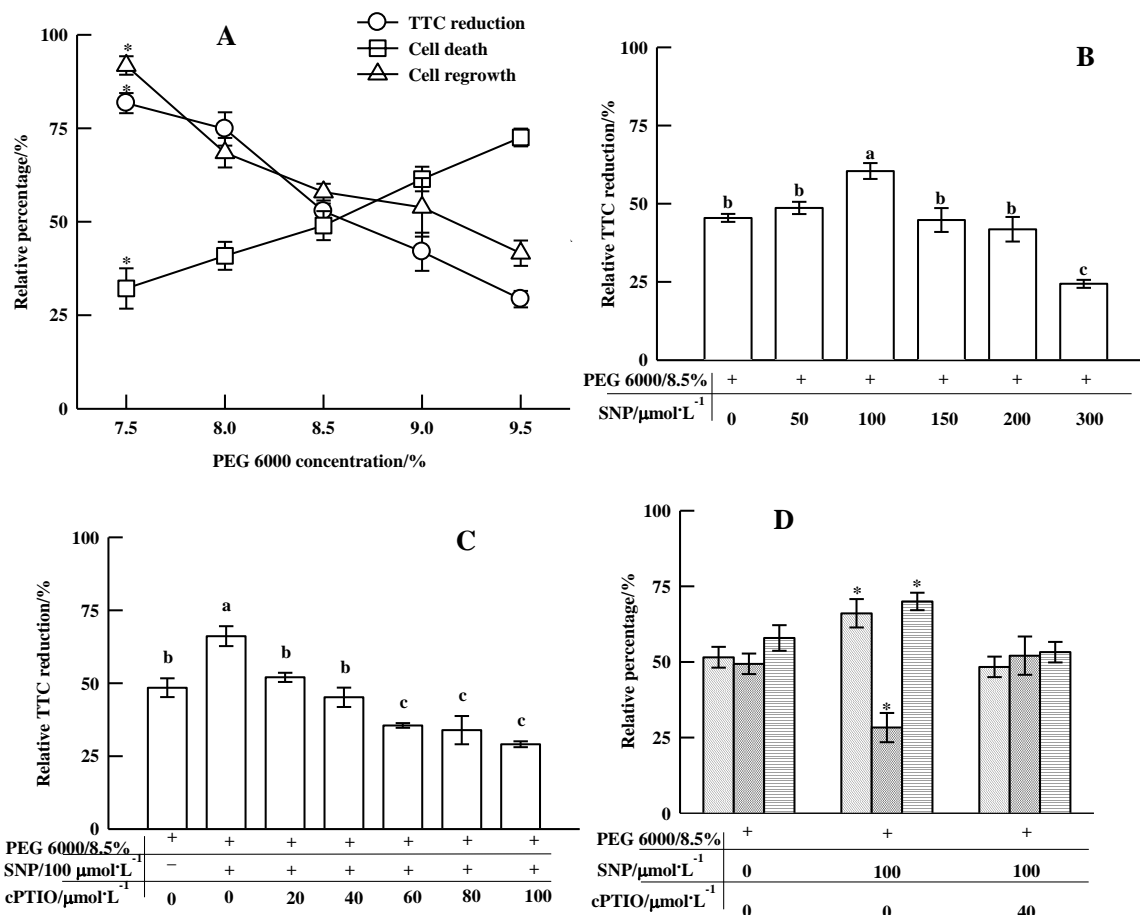 A
TTC reduction
Cell death
Cell regrowth
Relative percentage/%
100
75
50
25
0
*
*
*
7.5 8.0 8.5 9.0 9.5
PEG 6000 concentration/%
B
Relative TTC reduction/%
100
75
50
25
0
b b a b b c
PEG 6000/8.5% + + + + + +
SNP/μmol·L⁻¹ 0 50 100 150 200 300
C
Relative TTC reduction/%
100
75
50
25
0
b a b b c c c
PEG 6000/8.5% + + + + + + +
SNP/100 μmol·L⁻¹ − + + + + + +
cPTIO/μmol·L⁻¹ 0 0 20 40 60 80 100
D
Relative percentage/%
100
75
50
25
0
* * *
PEG 6000/8.5% + + +
SNP/μmol·L⁻¹ 0 100 100
cPTIO/μmol·L⁻¹ 0 0 40